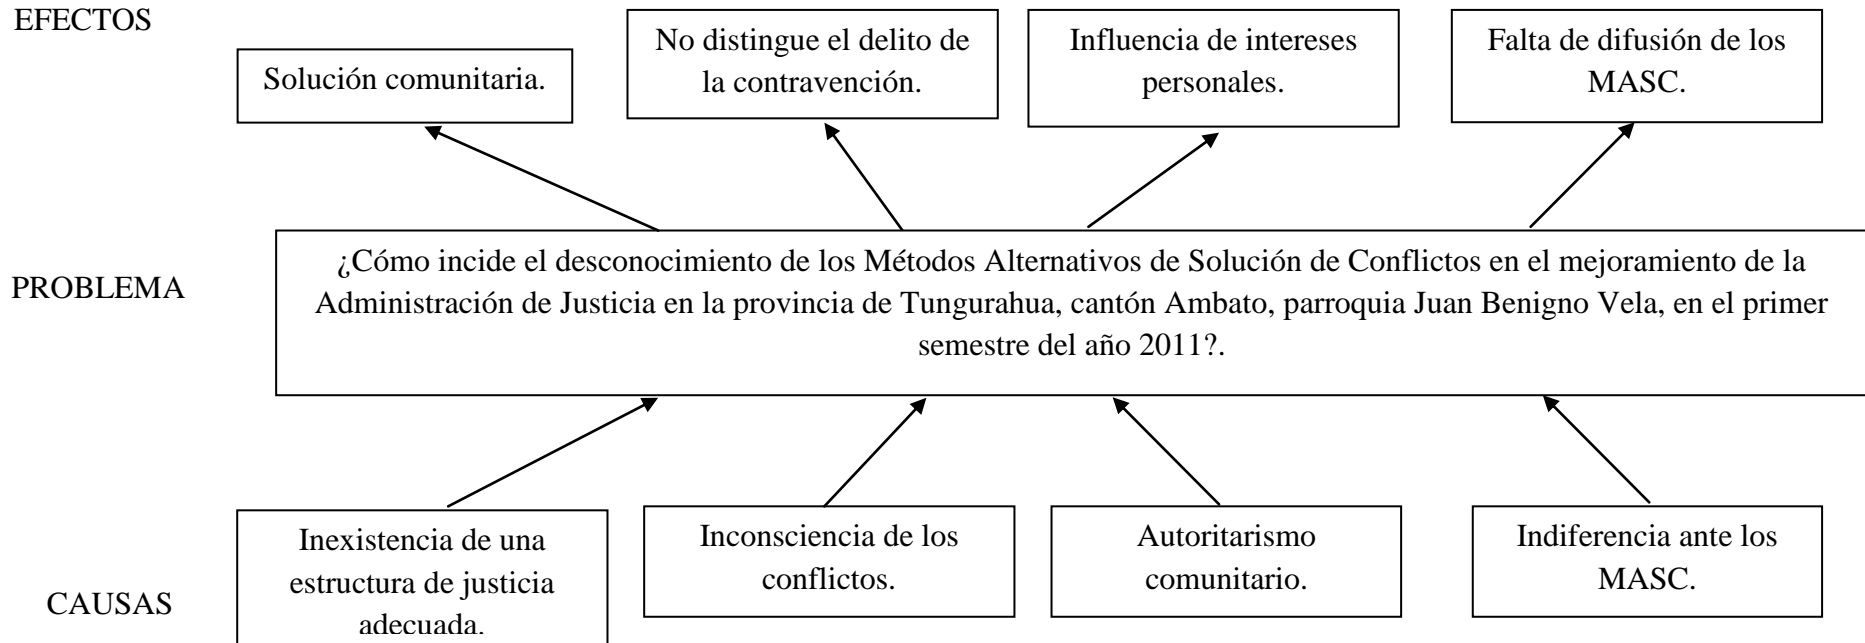 EFECTOS
Solución comunitaria.
No distingue el delito de
la contravención.
Influencia de intereses
personales.
Falta de difusión de los
MASC.
PROBLEMA
¿Cómo incide el desconocimiento de los Métodos Alternativos de Solución de Conflictos en el mejoramiento de la
Administración de Justicia en la provincia de Tungurahua, cantón Ambato, parroquia Juan Benigno Vela, en el primer
semestre del año 2011?.
CAUSAS
Inexistencia de una
estructura de justicia
adecuada.
Inconsciencia de los
conflictos.
Autoritarismo
comunitario.
Indiferencia ante los
MASC.